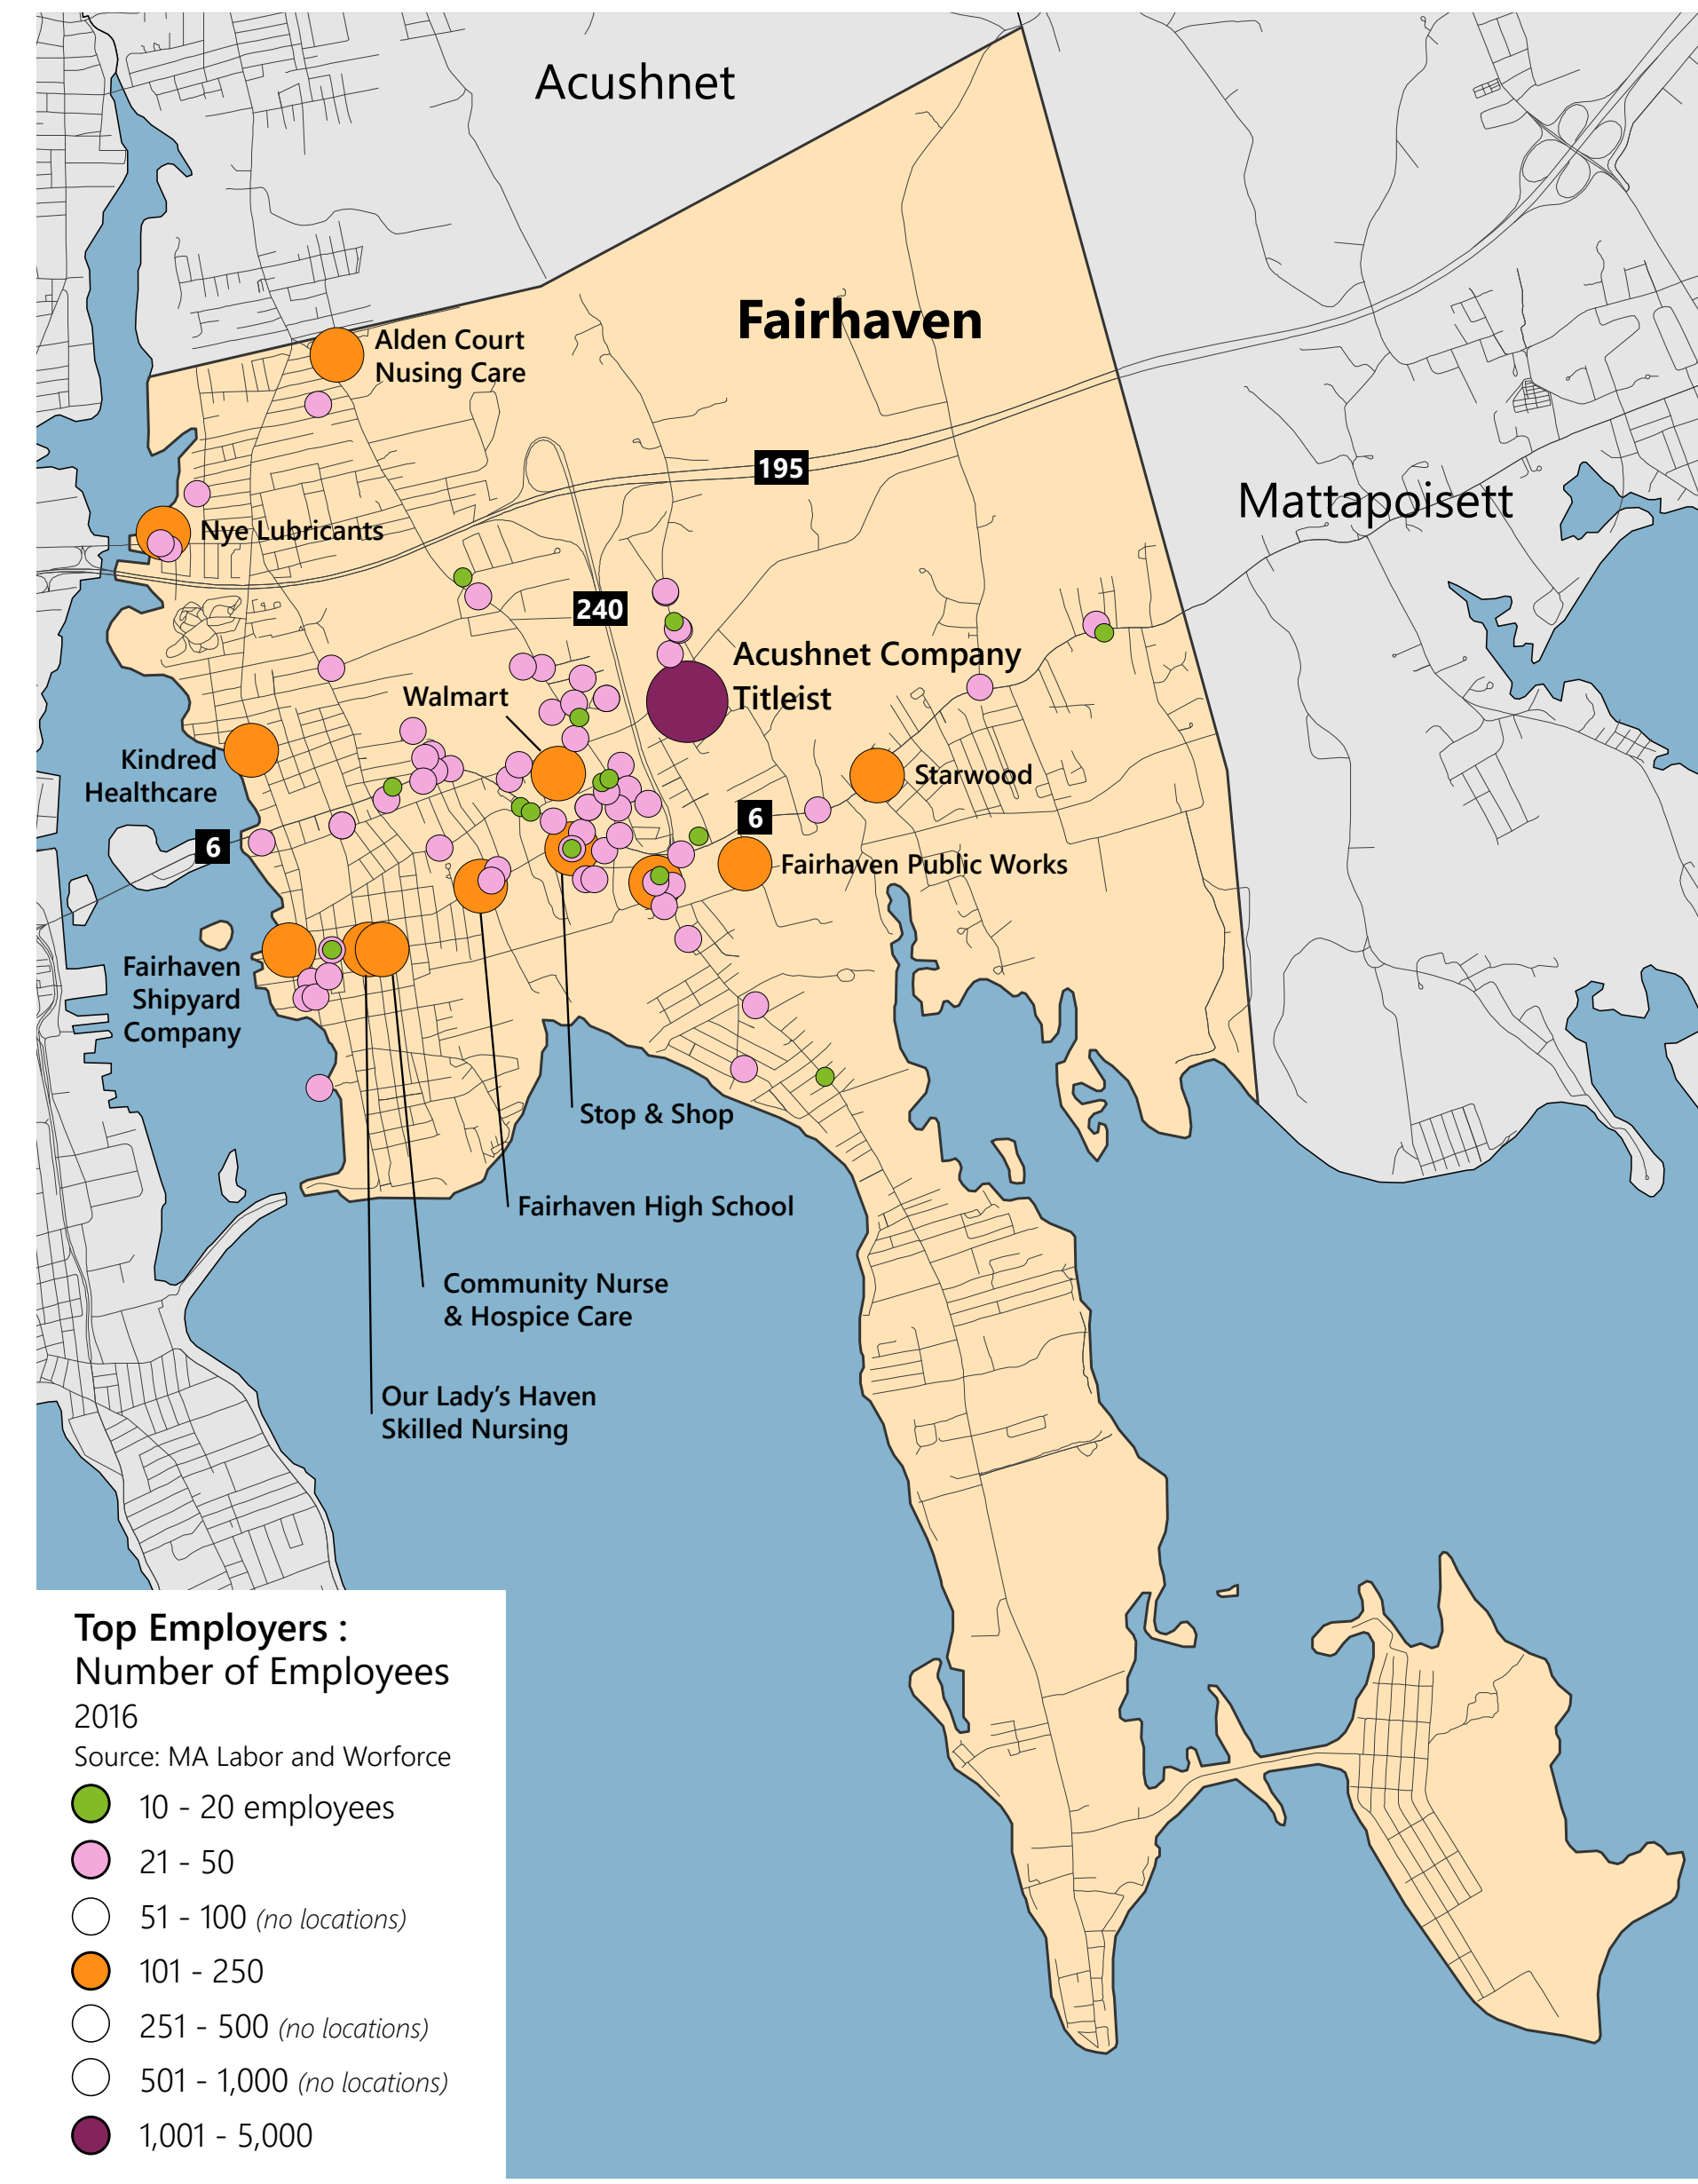 Acushnet
Fairhaven
Alden Court
Nusing Care
195
Mattapoisett
Nye Lubricants
240
Acushnet Company
Titleist
Walmart
Kindred
Healthcare
Starwood
6
6
Fairhaven Public Works
Fairhaven
Shipyard
Company
Stop & Shop
Fairhaven High School
Community Nurse
& Hospice Care
Our Lady’s Haven
Skilled Nursing
Top Employers :
Number of Employees
2016
Source: MA Labor and Worforce
10 - 20 employees
21 - 50
51 - 100 (no locations)
101 - 250
251 - 500 (no locations)
501 - 1,000 (no locations)
1,001 - 5,000